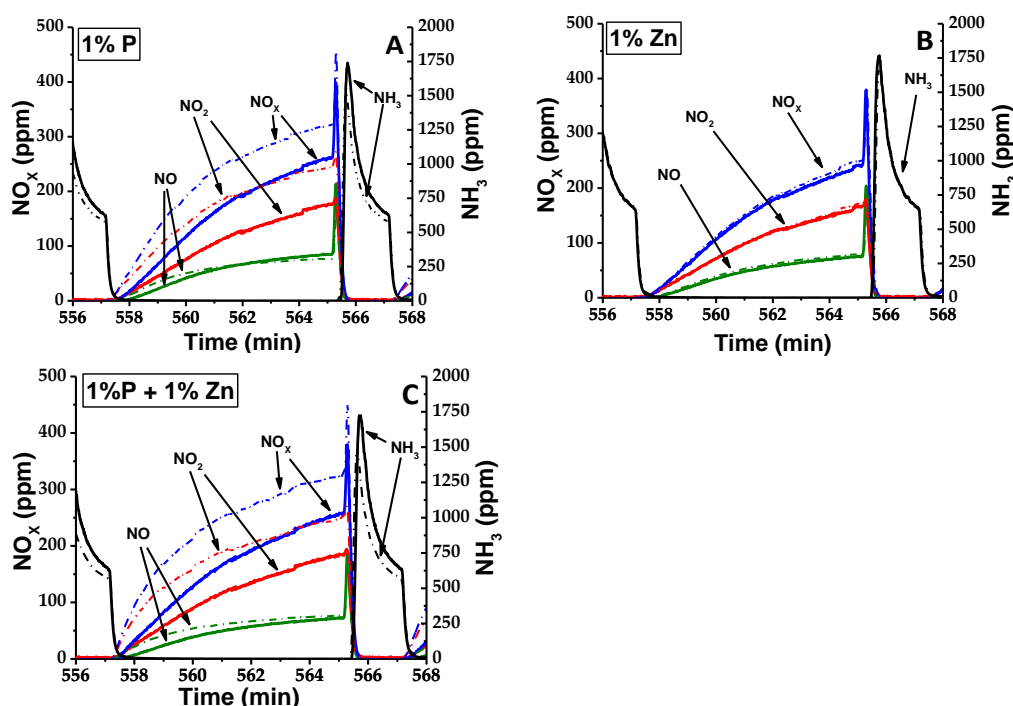 1% P
A
NO₂
NOₓ
NH₃
NO
NOₓ (ppm)
NH₃ (ppm)
500
400
300
200
100
0
2000
1750
1500
1250
1000
750
500
250
0
556 558 560 562 564 566 568
Time (min)
1% Zn
B
NOₓ
NH₃
NO₂
NO
NOₓ (ppm)
NH₃ (ppm)
500
400
300
200
100
0
2000
1750
1500
1250
1000
750
500
250
0
556 558 560 562 564 566 568
Time (min)
1%P + 1% Zn
C
NOₓ
NH₃
NO₂
NO
NOₓ (ppm)
NH₃ (ppm)
500
400
300
200
100
0
2000
1750
1500
1250
1000
750
500
250
0
556 558 560 562 564 566 568
Time (min)